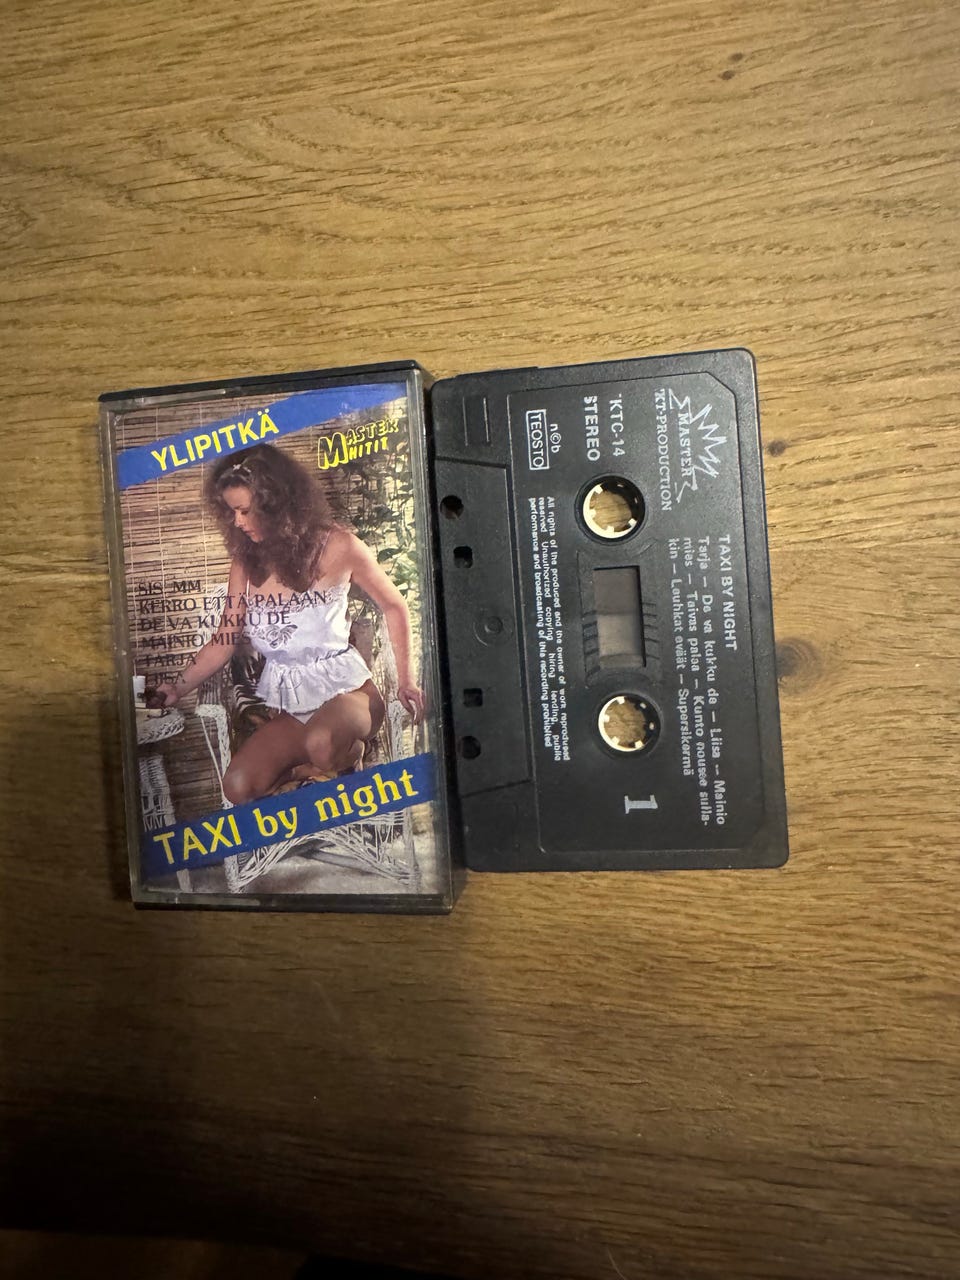 YLIPITKÄ
MASTER
HITIT
SIS. MM.
KERRO ETTÄ PALAAN
DE VA KUKKU DE
MAINIO MIES
TARJA
LIISA
TAXI by night
MASTER
KT-PRODUCTION
KTC-14
STEREO
n©b
TEOSTO
TAXI BY NIGHT
Tarja – De va kukku de – Liisa – Mainio
mies – Taivas palaa – Kunto nousee sulla-
kin – Lauhkat eväät – Supersikermä
All rights of the produced and the owner of work reproduced
reserved Unauthorized copying, hiring lending, public
performance and broadcasting of this recording prohibited
1